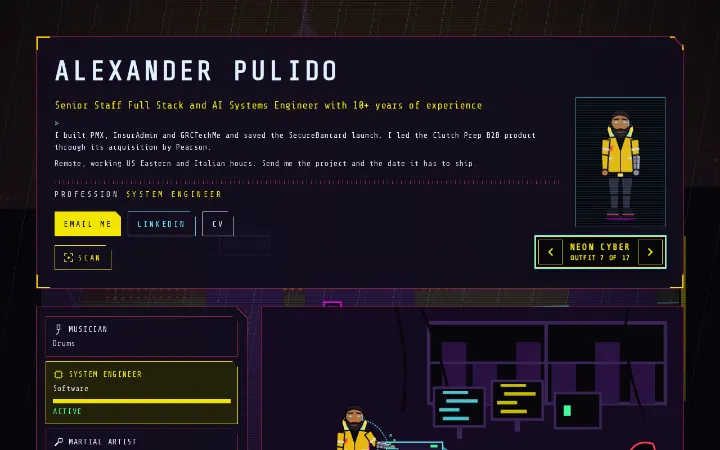 ALEXANDER PULIDO
Senior Staff Full Stack and AI Systems Engineer with 10+ years of experience
>
I built PMX, InsurAdmin and GRCTechMe and saved the SecureBancard launch. I led the Clutch Prep B2B product
through its acquisition by Pearson.
Remote, working US Eastern and Italian hours. Send me the project and the date it has to ship.
PROFESSION SYSTEM ENGINEER
EMAIL ME
LINKEDIN
CV
SCAN
NEON CYBER
OUTFIT 7 OF 17
MUSICIAN
Drums
SYSTEM ENGINEER
Software
ACTIVE
MARTIAL ARTIST